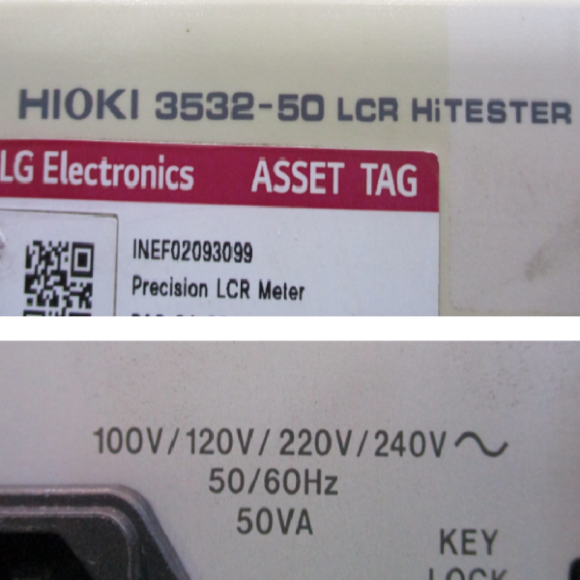 HIOKI 3532-50 LCR HiTESTER
LG Electronics ASSET TAG
INEF02093099
Precision LCR Meter
100V/120V/220V/240V~
50/60Hz
50VA
KEY
LOCK